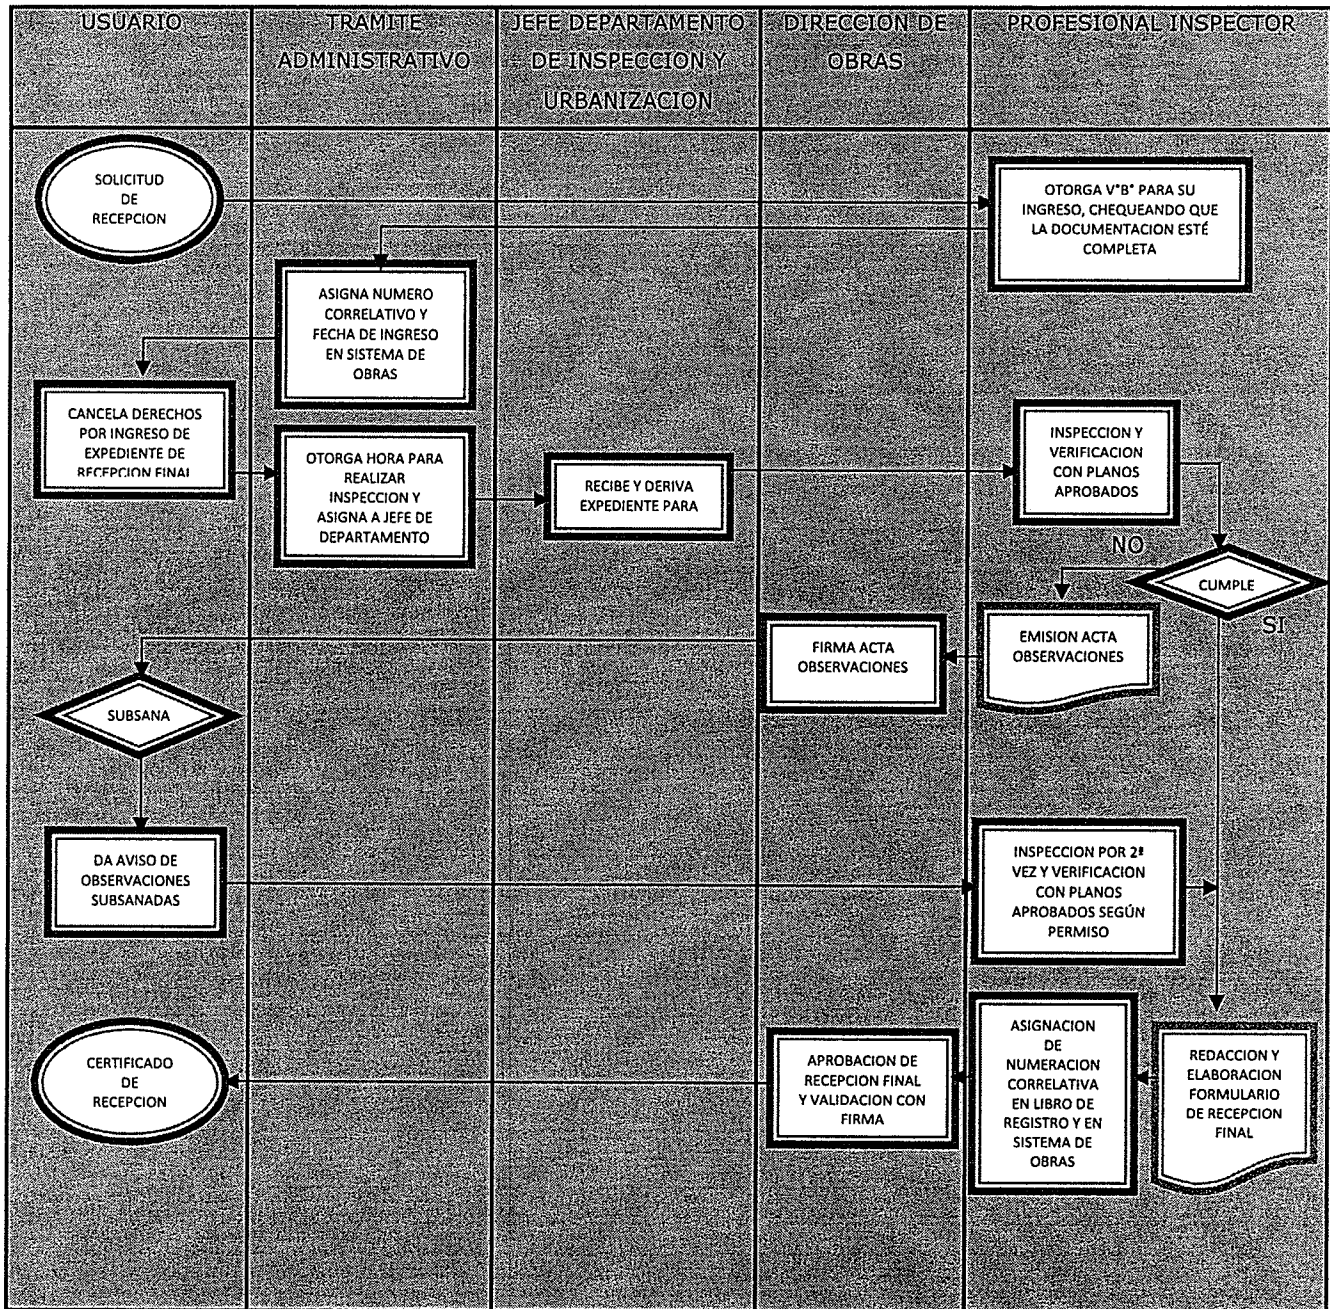 USUARIO
TRAMITE
ADMINISTRATIVO
JEFE DEPARTAMENTO
DE INSPECCION Y
URBANIZACION
DIRECCION DE
OBRAS
PROFESIONAL INSPECTOR
SOLICITUD
DE
RECEPCION
OTORGA V°B° PARA SU
INGRESO, CHEQUEANDO QUE
LA DOCUMENTACION ESTÉ
COMPLETA
ASIGNA NUMERO
CORRELATIVO Y
FECHA DE INGRESO
EN SISTEMA DE
OBRAS
CANCELA DERECHOS
POR INGRESO DE
EXPEDIENTE DE
RECEPCION FINAL
OTORGA HORA PARA
REALIZAR
INSPECCION Y
ASIGNA A JEFE DE
DEPARTAMENTO
RECIBE Y DERIVA
EXPEDIENTE PARA
INSPECCION Y
VERIFICACION
CON PLANOS
APROBADOS
NO
CUMPLE
SI
EMISION ACTA
OBSERVACIONES
FIRMA ACTA
OBSERVACIONES
SUBSANA
DA AVISO DE
OBSERVACIONES
SUBSANADAS
INSPECCION POR 2ª
VEZ Y VERIFICACION
CON PLANOS
APROBADOS SEGÚN
PERMISO
REDACCION Y
ELABORACION
FORMULARIO
DE RECEPCION
FINAL
ASIGNACION
DE
NUMERACION
CORRELATIVA
EN LIBRO DE
REGISTRO Y EN
SISTEMA DE
OBRAS
APROBACION DE
RECEPCION FINAL
Y VALIDACION CON
FIRMA
CERTIFICADO
DE
RECEPCION